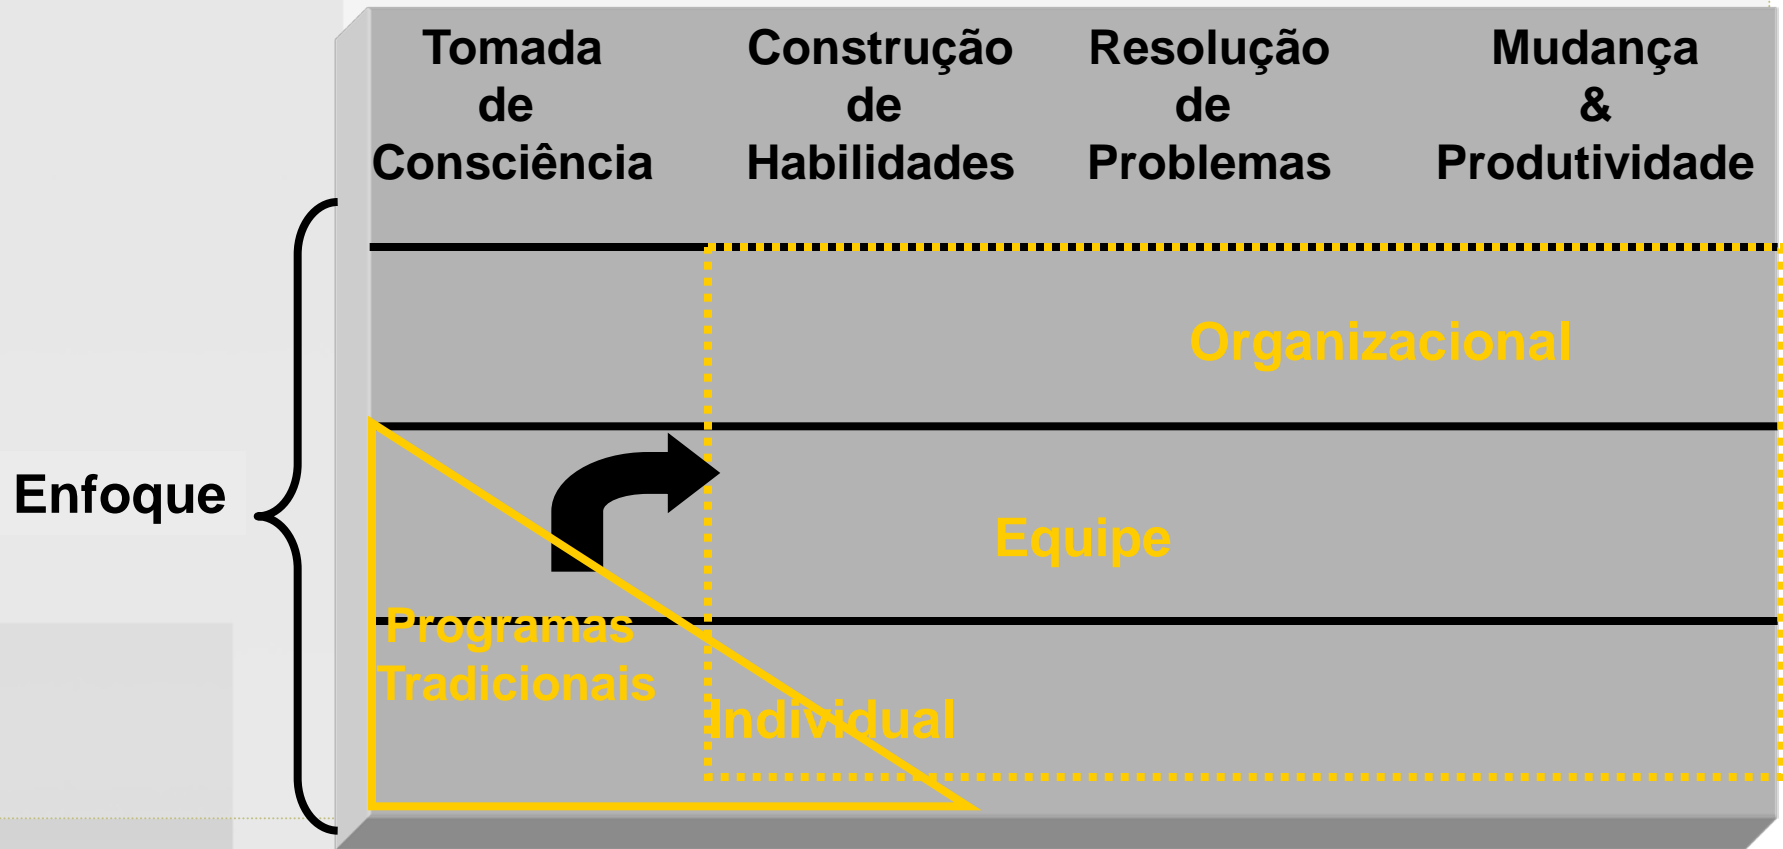 Tomada
de
Consciência
Construção
de
Habilidades
Resolução
de
Problemas
Mudança
&
Produtividade
Organizacional
Enfoque
Equipe
Programas
Tradicionais
Individual